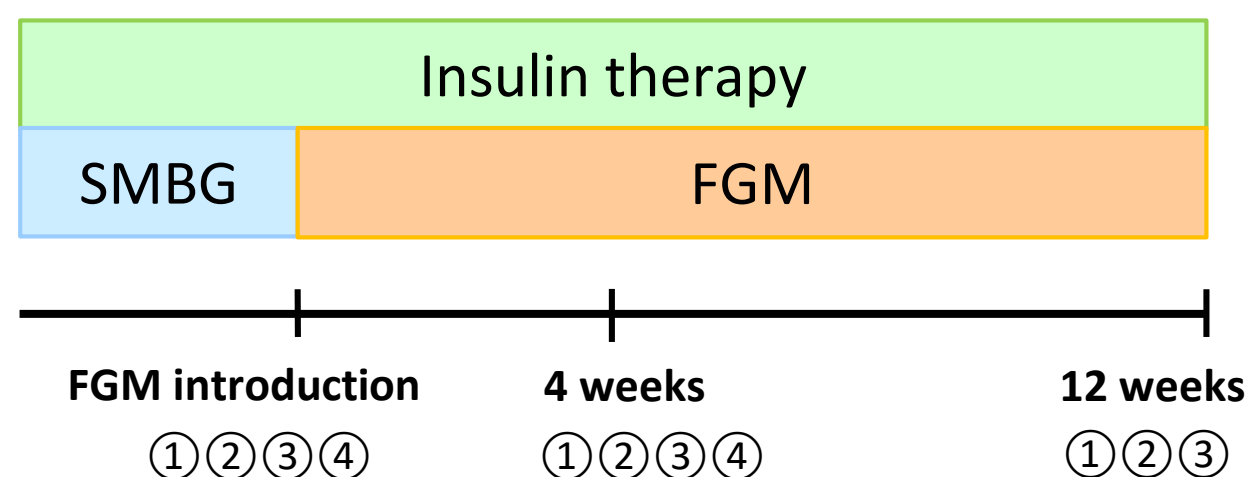 Insulin therapy
SMBG FGM
FGM introduction 4 weeks 12 weeks
①②③④ ①②③④ ①②③